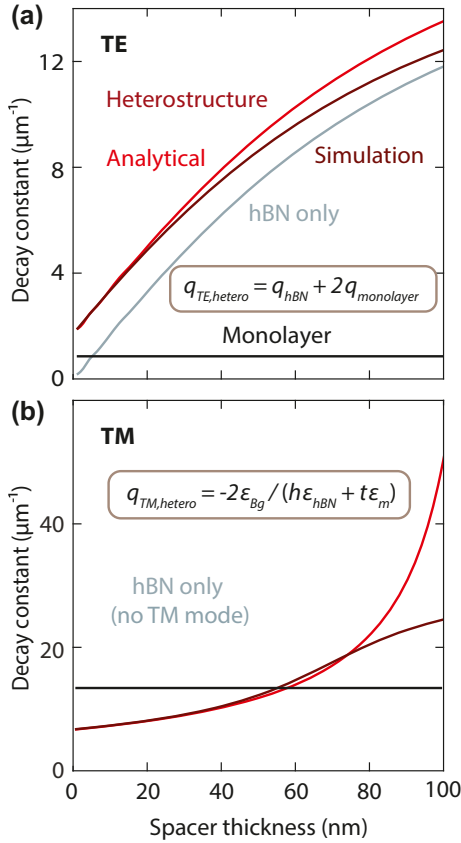 (a)
TE
12
Heterostructure
Analytical
Simulation
8
hBN only
Decay constant (μm⁻¹)
4
q_{TE,hetero} = q_{hBN} + 2q_{monolayer}
Monolayer
0
(b)
TM
q_{TM,hetero} = -2ε_{Bg} / (hε_{hBN} + tε_m)
40
hBN only
(no TM mode)
Decay constant (μm⁻¹)
20
0
0 20 40 60 80 100
Spacer thickness (nm)